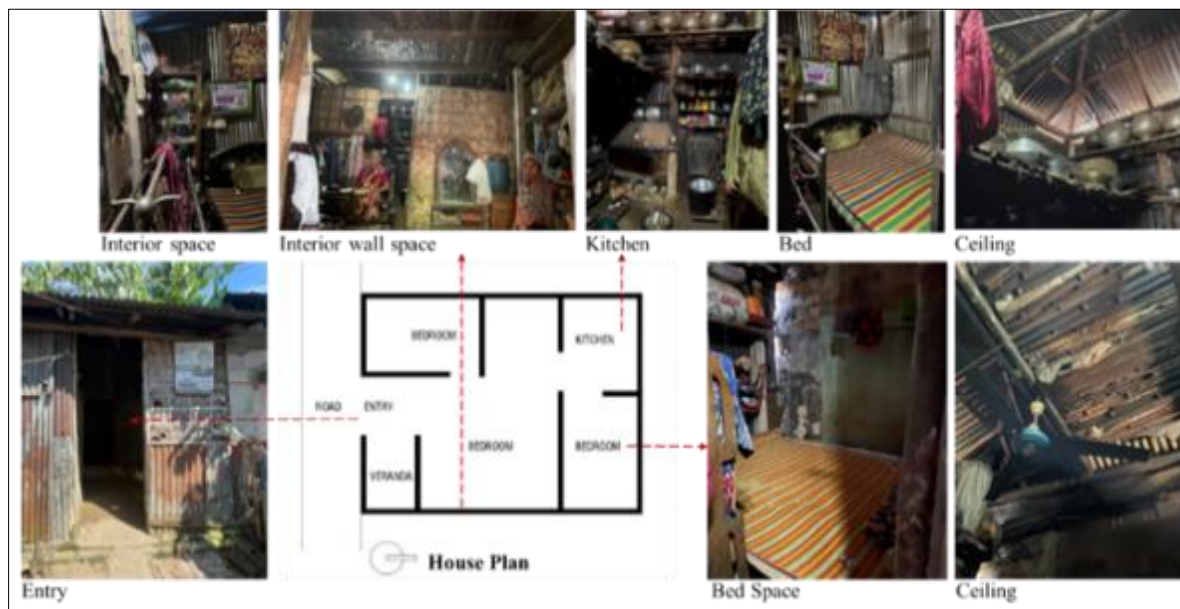 Interior space
Interior wall space
Kitchen
Bed
Ceiling
BEDROOM
KITCHEN
ROAD
ENTRY
BEDROOM
BEDROOM
VERANDA
House Plan
Entry
Bed Space
Ceiling